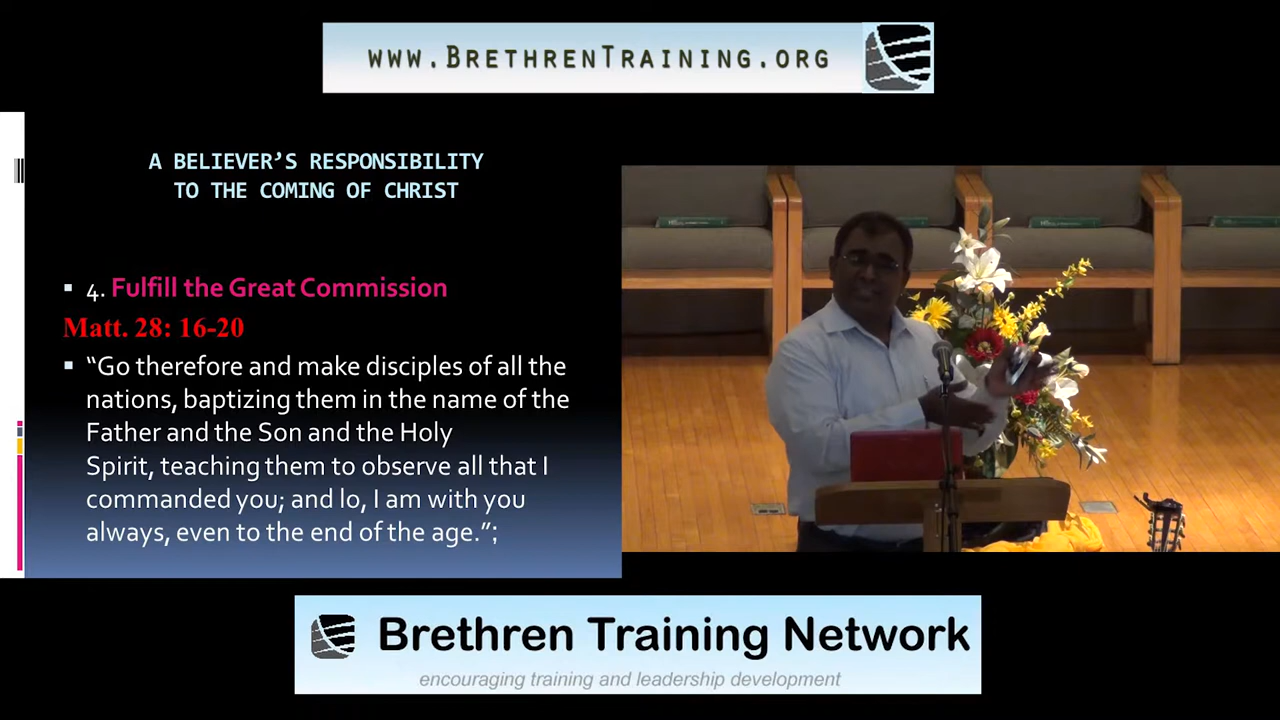 www.BrethrenTraining.org
A BELIEVER’S RESPONSIBILITY
TO THE COMING OF CHRIST
4. Fulfill the Great Commission
Matt. 28: 16-20
“Go therefore and make disciples of all the
nations, baptizing them in the name of the
Father and the Son and the Holy
Spirit, teaching them to observe all that I
commanded you; and lo, I am with you
always, even to the end of the age.”;
Brethren Training Network
encouraging training and leadership development